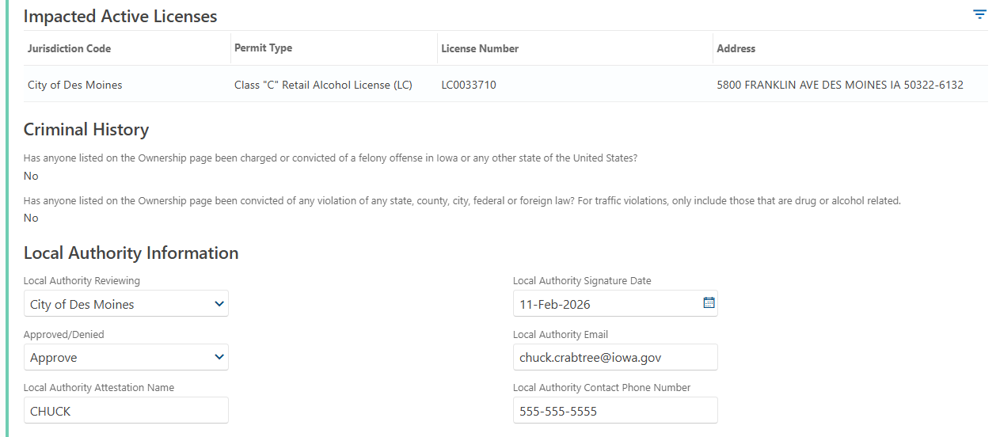 Impacted Active Licenses
Jurisdiction Code Permit Type License Number Address
City of Des Moines Class "C" Retail Alcohol License (LC) LC0033710 5800 FRANKLIN AVE DES MOINES IA 50322-6132
Criminal History
Has anyone listed on the Ownership page been charged or convicted of a felony offense in Iowa or any other state of the United States?
No
Has anyone listed on the Ownership page been convicted of any violation of any state, county, city, federal or foreign law? For traffic violations, only include those that are drug or alcohol related.
No
Local Authority Information
Local Authority Reviewing Local Authority Signature Date
City of Des Moines 11-Feb-2026
Approved/Denied Local Authority Email
Approve chuck.crabtree@iowa.gov
Local Authority Attestation Name Local Authority Contact Phone Number
CHUCK 555-555-5555